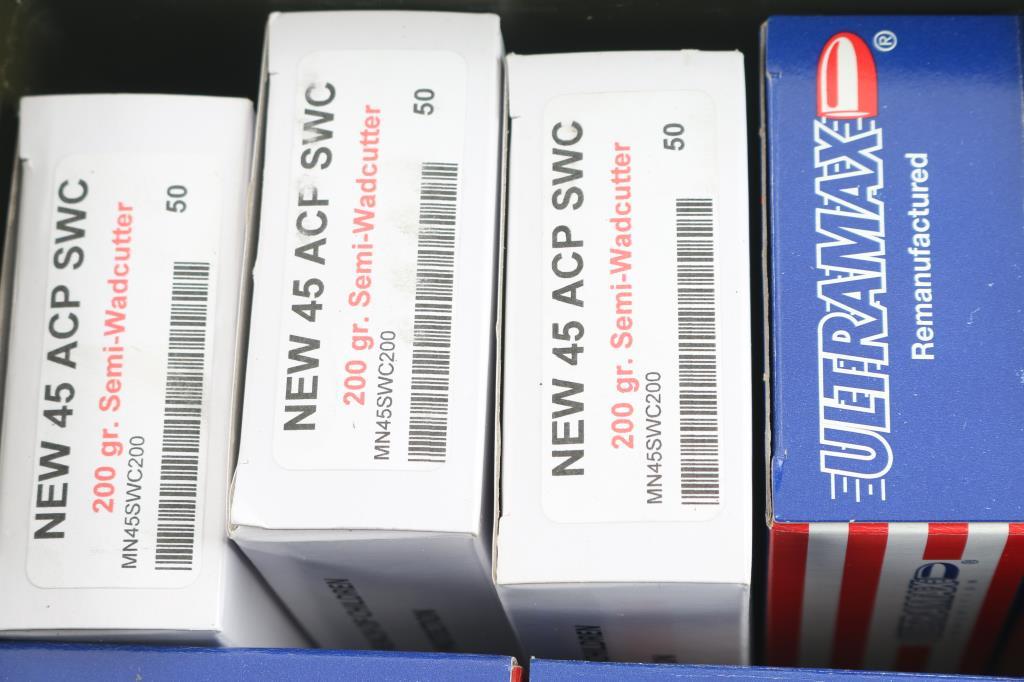 NEW 45 ACP SWC
200 gr. Semi-Wadcutter
MN45SWC200
50
NEW 45 ACP SWC
200 gr. Semi-Wadcutter
MN45SWC200
50
NEW 45 ACP SWC
200 gr. Semi-Wadcutter
MN45SWC200
50
ULTRAMAX®
Remanufactured